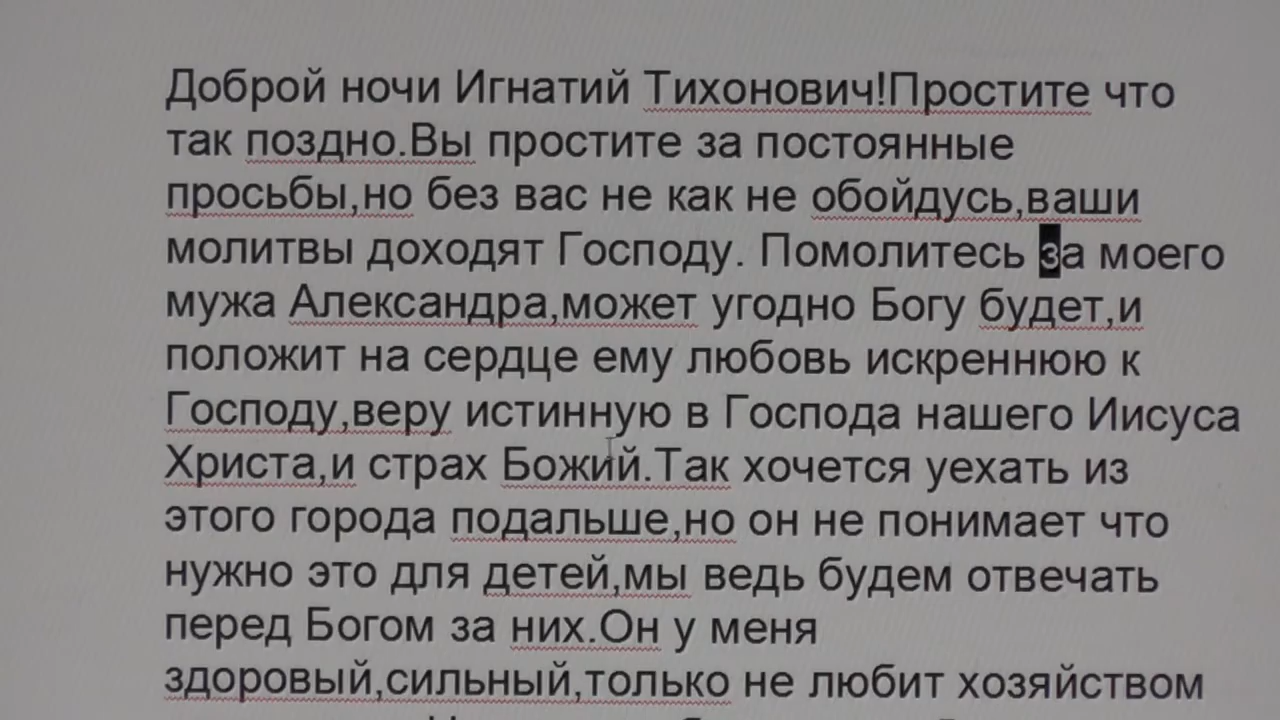 Доброй ночи Игнатий Тихонович!Простите что
так поздно.Вы простите за постоянные
просьбы,но без вас не как не обойдусь,ваши
молитвы доходят Господу. Помолитесь за моего
мужа Александра,может угодно Богу будет,и
положит на сердце ему любовь искреннюю к
Господу,веру истинную в Господа нашего Иисуса
Христа,и страх Божий.Так хочется уехать из
этого города подальше,но он не понимает что
нужно это для детей,мы ведь будем отвечать
перед Богом за них.Он у меня
здоровый,сильный,только не любит хозяйством